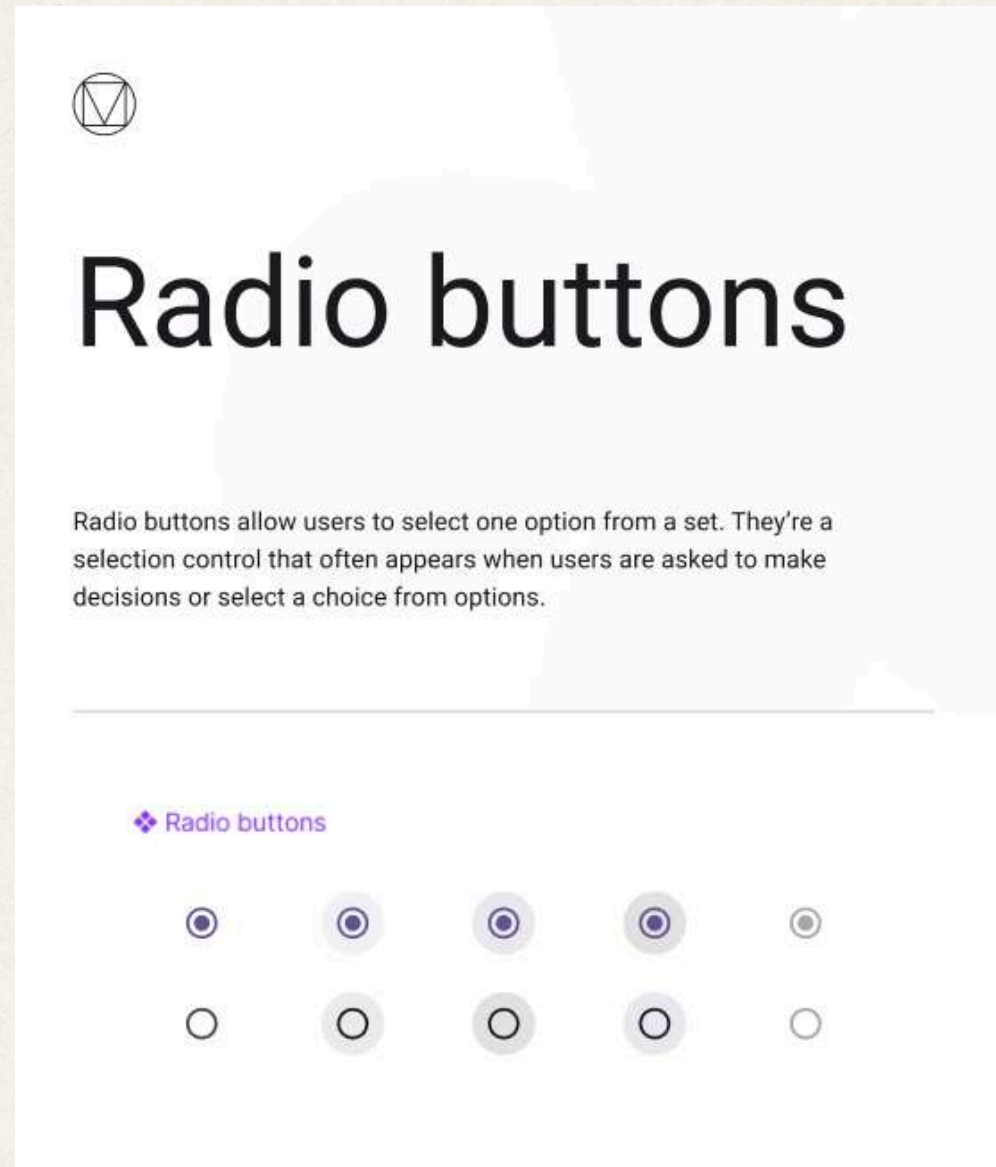 Radio buttons
Radio buttons allow users to select one option from a set. They’re a
selection control that often appears when users are asked to make
decisions or select a choice from options.
Radio buttons